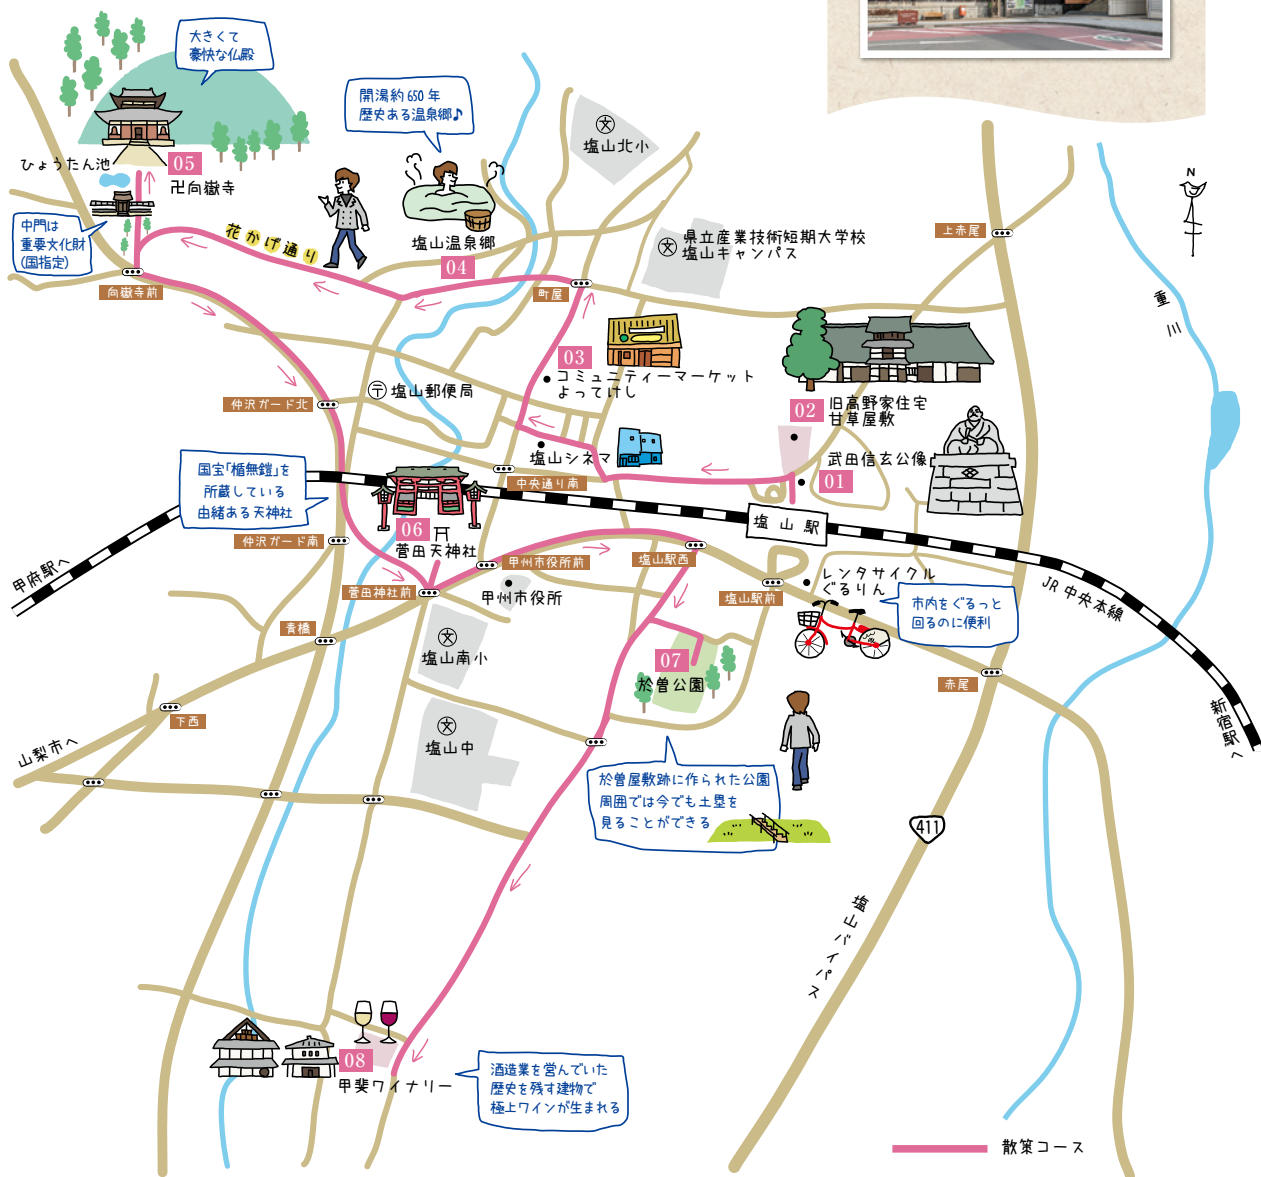 大きくて
豪快な仏殿
開湯約650年
歴史ある温泉郷♪
塩山北小
ひょうたん池
05
卍向嶽寺
中門は
重要文化財
(国指定)
花かげ通り
塩山温泉郷
04
県立産業技術短期大学校
塩山キャンパス
上赤尾
N
向嶽寺前
町屋
重川
03
コミュニティーマーケット
よってけし
塩山郵便局
仲沢ガード北
02
旧高野家住宅
甘草屋敷
塩山シネマ
武田信玄公像
01
国宝「楯無鎧」を
所蔵している
由緒ある天神社
中央通り南
塩山駅
06
菅田天神社
仲沢ガード南
甲州市役所前
塩山駅西
甲府駅へ
菅田神社前
甲州市役所
塩山駅前
レンタサイクル
ぐるりん
JR中央本線
市内をぐるっと
回るのに便利
青橋
塩山南小
07
於曽公園
赤尾
下西
新宿駅へ
山梨市へ
塩山中
於曽屋敷跡に作られた公園
周囲では今でも土塁を
見ることができる
411
塩山バイパス
08
甲斐ワイナリー
酒造業を営んでいた
歴史を残す建物で
極上ワインが生まれる
散策コース